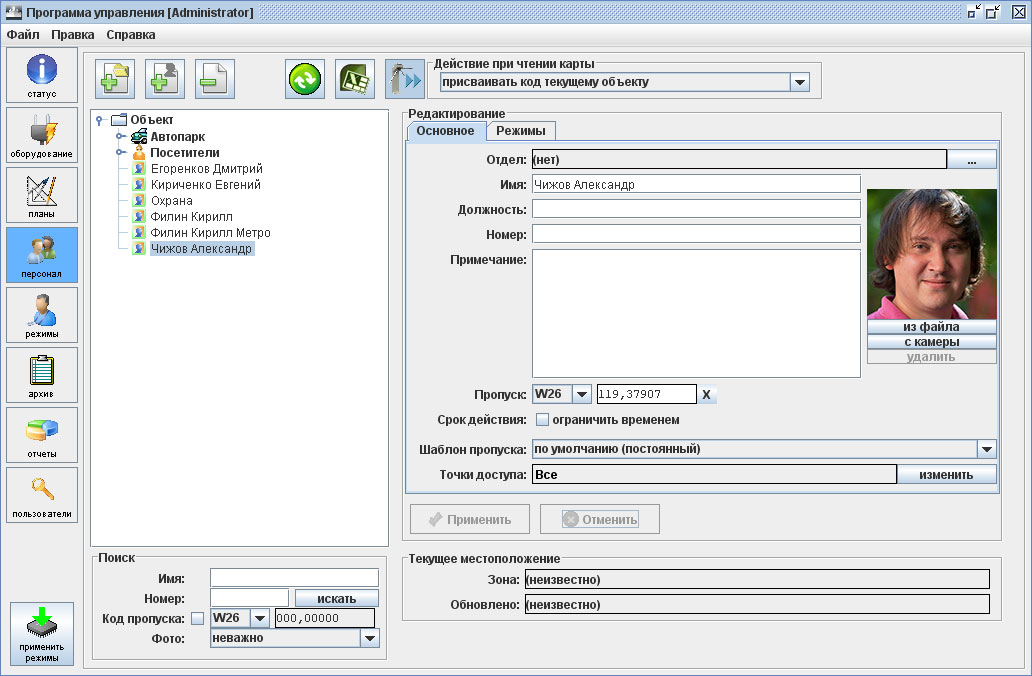 Программа управления [Administrator]
Файл Правка Справка
статус
оборудование
планы
персонал
режимы
архив
отчеты
пользователи
применить
режимы
Действие при чтении карты
присваивать код текущему объекту
Объект
Автопарк
Посетители
Егоренков Дмитрий
Кириченко Евгений
Охрана
Филин Кирилл
Филин Кирилл Метро
Чижов Александр
Поиск
Имя:
Номер: искать
Код пропуска: W26 000,00000
Фото: неважно
Редактирование
Основное Режимы
Отдел: (нет) ...
Имя: Чижов Александр
Должность:
Номер:
Примечание:
из файла
с камеры
удалить
Пропуск: W26 119,37907 X
Срок действия: ограничить временем
Шаблон пропуска: по умолчанию (постоянный)
Точки доступа: Все изменить
Применить Отменить
Текущее местоположение
Зона: (неизвестно)
Обновлено: (неизвестно)